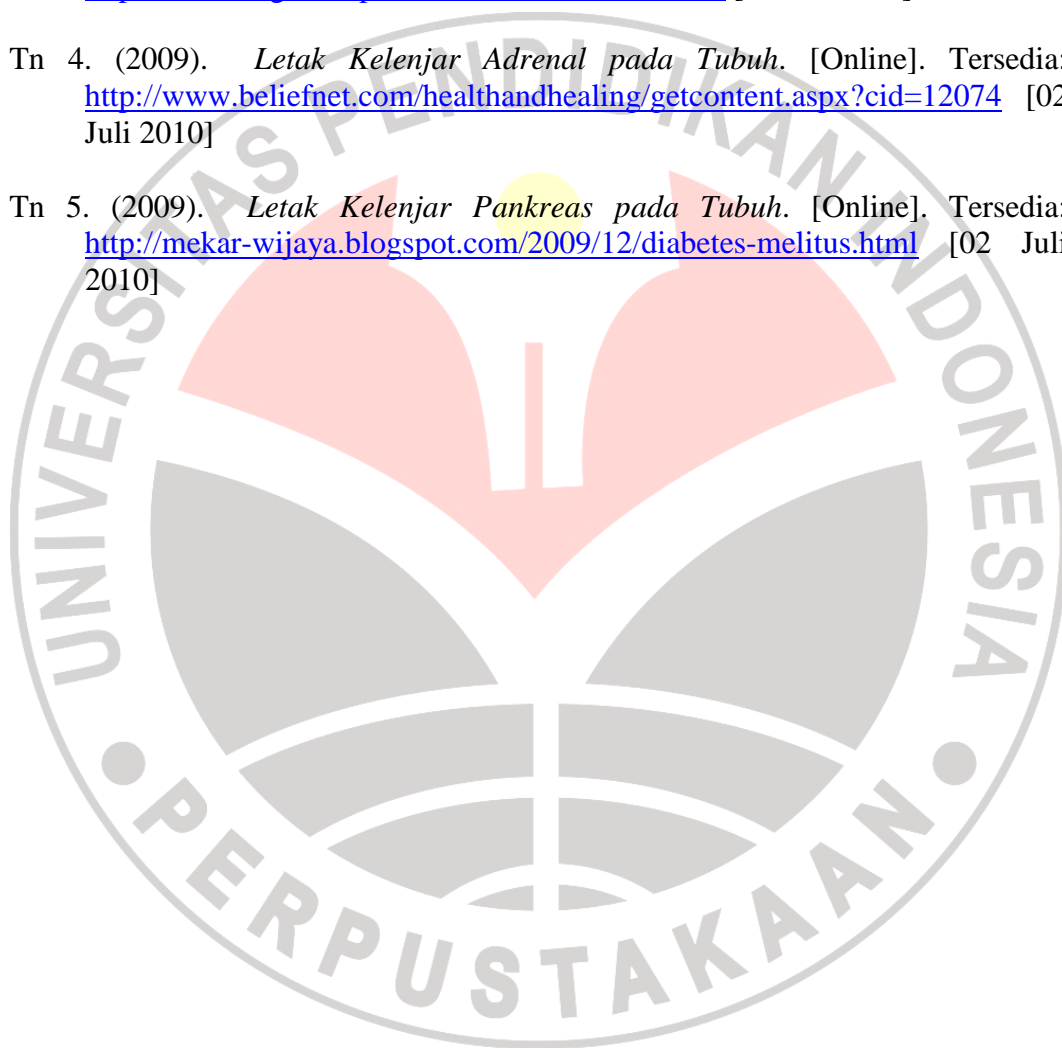 Tn 4. (2009). Letak Kelenjar Adrenal pada Tubuh. [Online]. Tersedia:
http://www.beliefnet.com/healthandhealing/getcontent.aspx?cid=12074 [02
Juli 2010]
Tn 5. (2009). Letak Kelenjar Pankreas pada Tubuh. [Online]. Tersedia:
http://mekar-wijaya.blogspot.com/2009/12/diabetes-melitus.html [02 Juli
2010]
UNIVERSITAS PENDIDIKAN INDONESIA
PERPUSTAKAAN